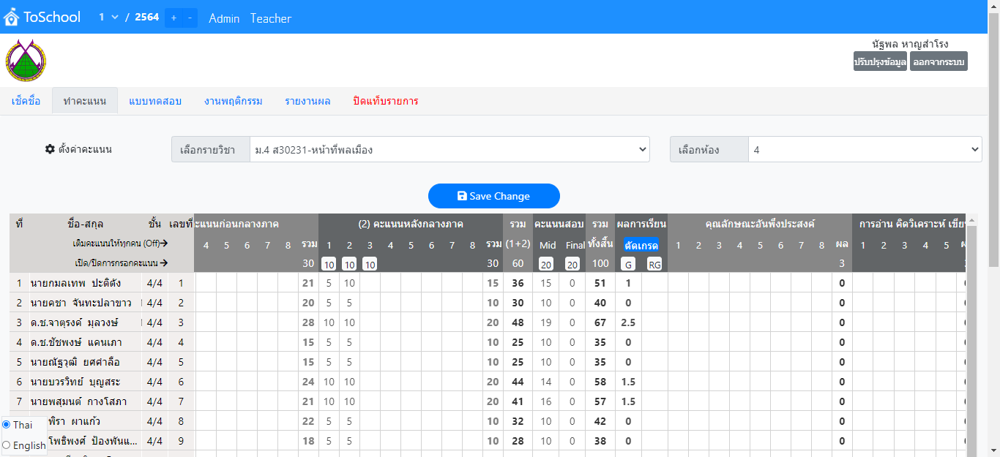 ToSchool 1 / 2564 + - Admin Teacher
นัฐพล หาญสำโรง
ปรับปรุงข้อมูล ออกจากระบบ
เช็คชื่อ ทำคะแนน แบบทดสอบ งานพฤติกรรม รายงานผล ปิดแท็บรายการ
ตั้งค่าคะแนน เลือกรายวิชา ม.4 ส30231-หน้าที่พลเมือง เลือกห้อง 4
Save Change
ที่ ชื่อ-สกุล ชั้น เลขที่ ะแนนก่อนกลางภาค (2) คะแนนหลังกลางภาค รวม คะแนนสอบ รวม ผลการเรียน คุณลักษณะอันพึงประสงค์ การอ่าน คิดวิเคราะห์ เขีย
เติมคะแนนให้ทุกคน (Off)→ 4 5 6 7 8 รวม 1 2 3 4 5 6 7 8 รวม (1+2) Mid Final ทั้งสิ้น ตัดเกรด 1 2 3 4 5 6 7 8 ผล 1 2 3 4 5
เปิด/ปิดการกรอกคะแนน → 30 10 10 10 30 60 20 20 100 G RG 3
1 นายกมลเทพ ปะติตัง 4/4 1 21 5 10 15 36 15 0 51 1 0
2 นายคชา จันทะปลาขาว 4/4 2 20 5 5 10 30 10 0 40 0 0
3 ด.ช.จาตุรงค์ มุลวงษ์ 4/4 3 28 10 10 20 48 19 0 67 2.5 0
4 ด.ช.ชัชพงษ์ แคนเภา 4/4 4 15 5 5 10 25 10 0 35 0 0
5 นายณัฐวุฒิ ยศคำลือ 4/4 5 15 5 5 10 25 10 0 35 0 0
6 นายบวรวิทย์ บุญสระ 4/4 6 24 10 10 20 44 14 0 58 1.5 0
7 นายพสุมนต์ กางโสภา 4/4 7 21 10 10 20 41 16 0 57 1.5 0
Thai พิรา ผาแก้ว 4/4 8 22 5 5 10 32 10 0 42 0 0
English โพธิพงศ์ ป้องพันแ... 4/4 9 18 5 5 10 28 10 0 38 0 0